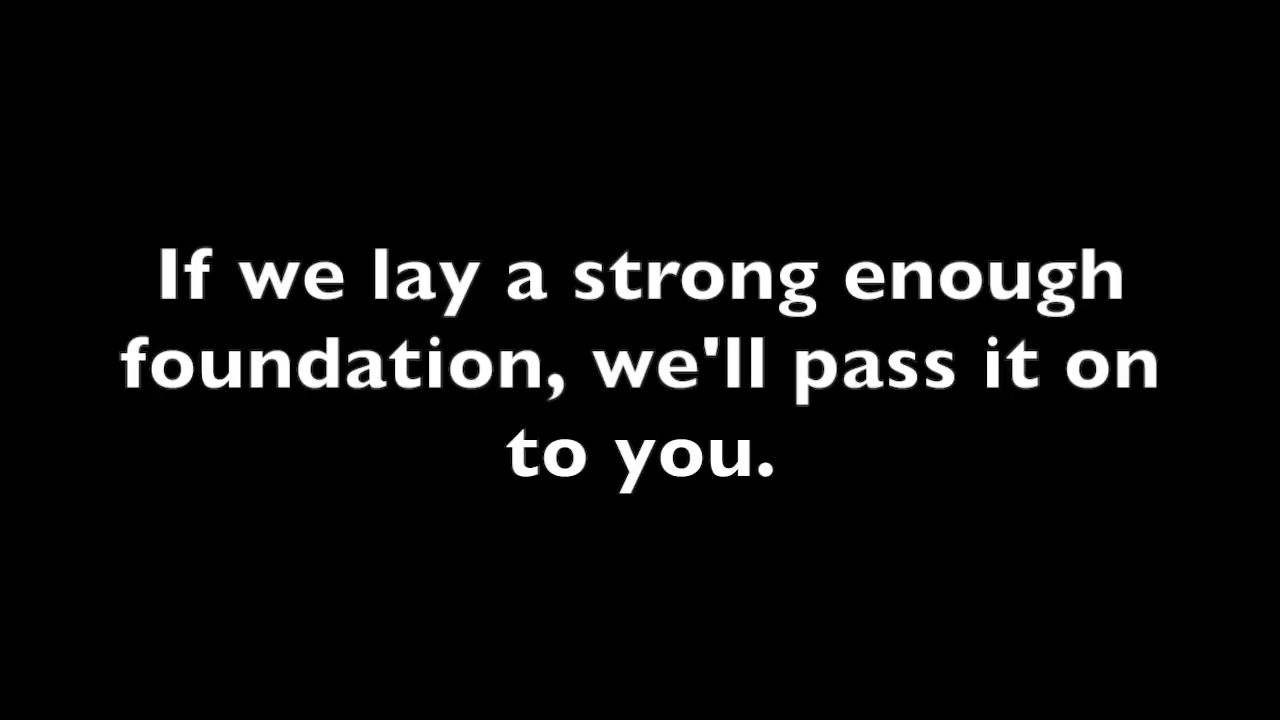 If we lay a strong enough
foundation, we'll pass it on
to you.